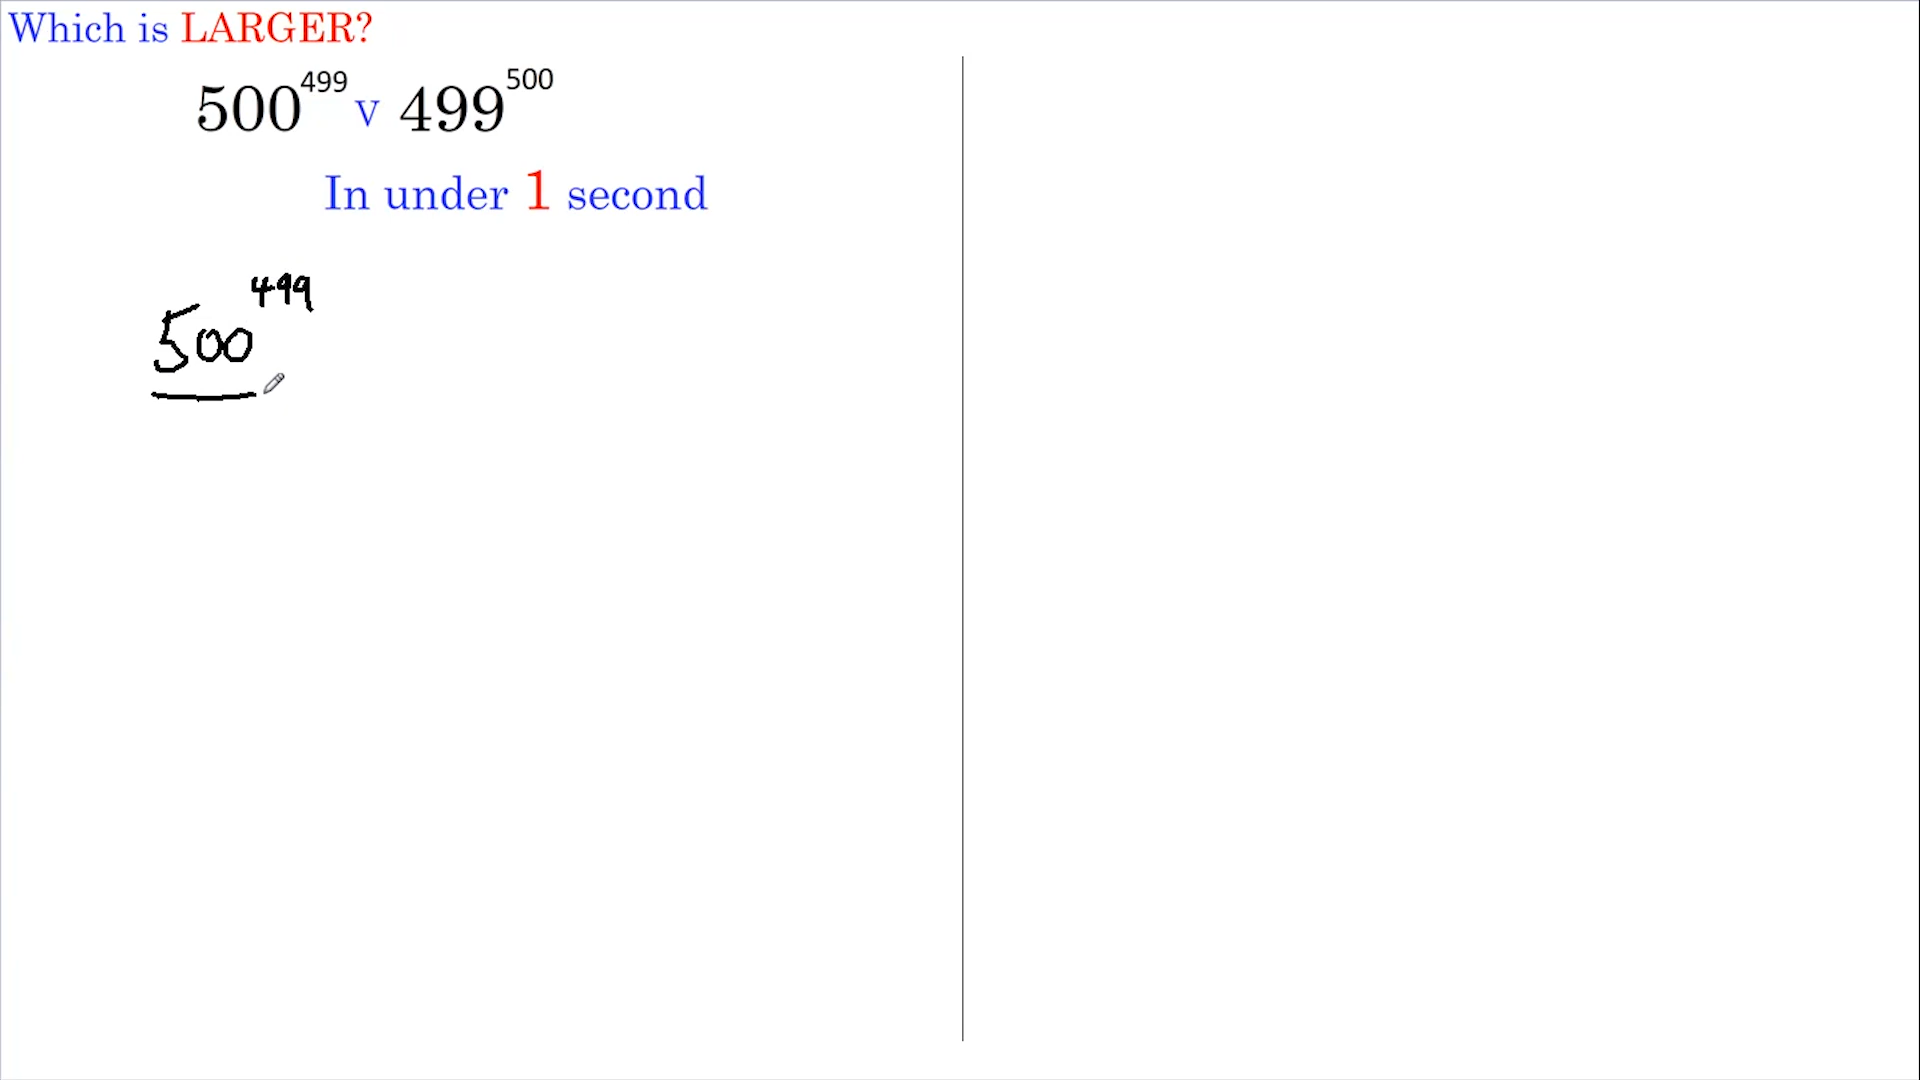 Which is LARGER?
500^499 v 499^500
In under 1 second
500^499